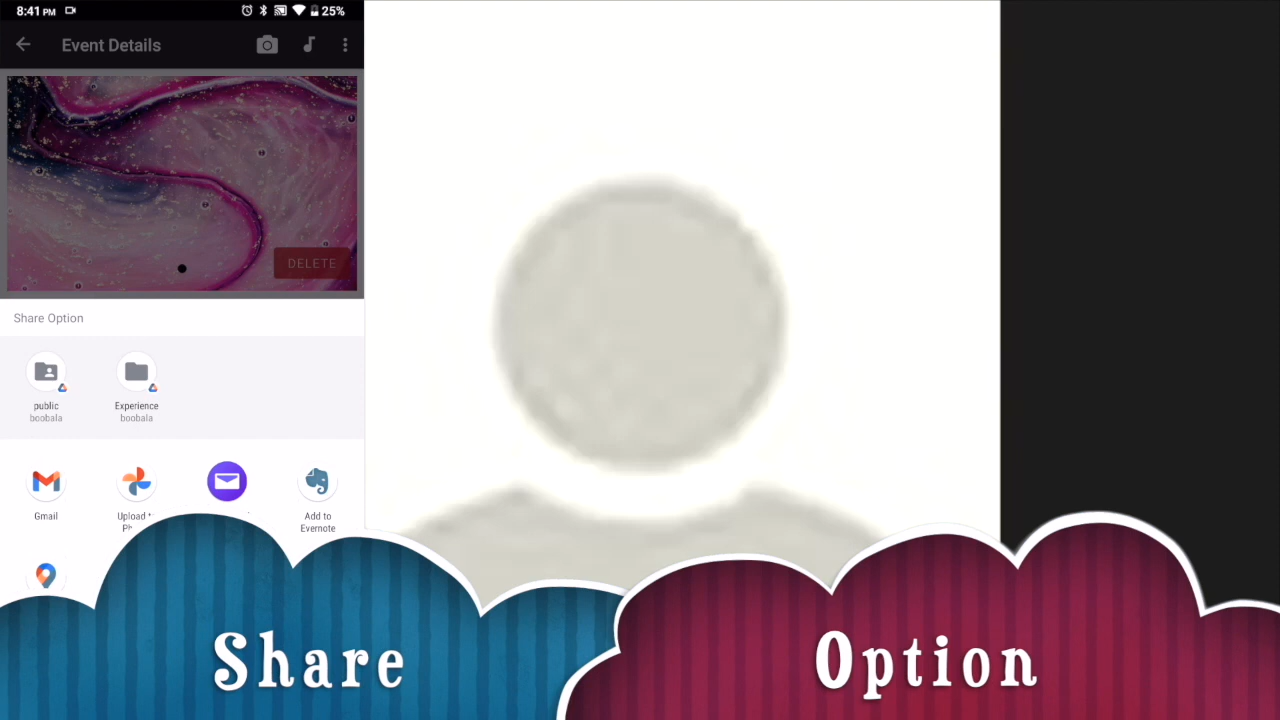 8:41 PM
25%
Event Details
DELETE
Share Option
public
boobala
Experience
boobala
Gmail
Upload
Add to
Evernote
Share
Option